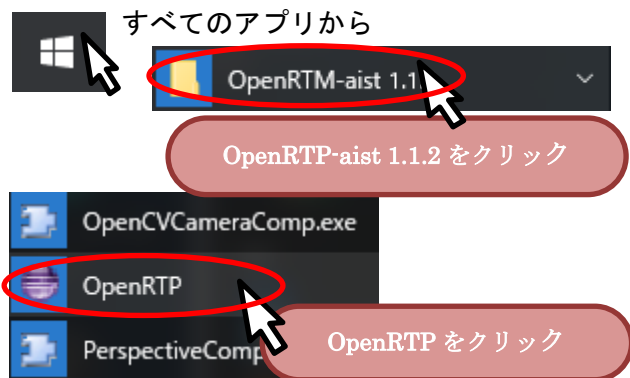 すべてのアプリから
OpenRTM-aist 1.1
OpenRTP-aist 1.1.2 をクリック
OpenCVCameraComp.exe
OpenRTP
OpenRTP をクリック
PerspectiveComp